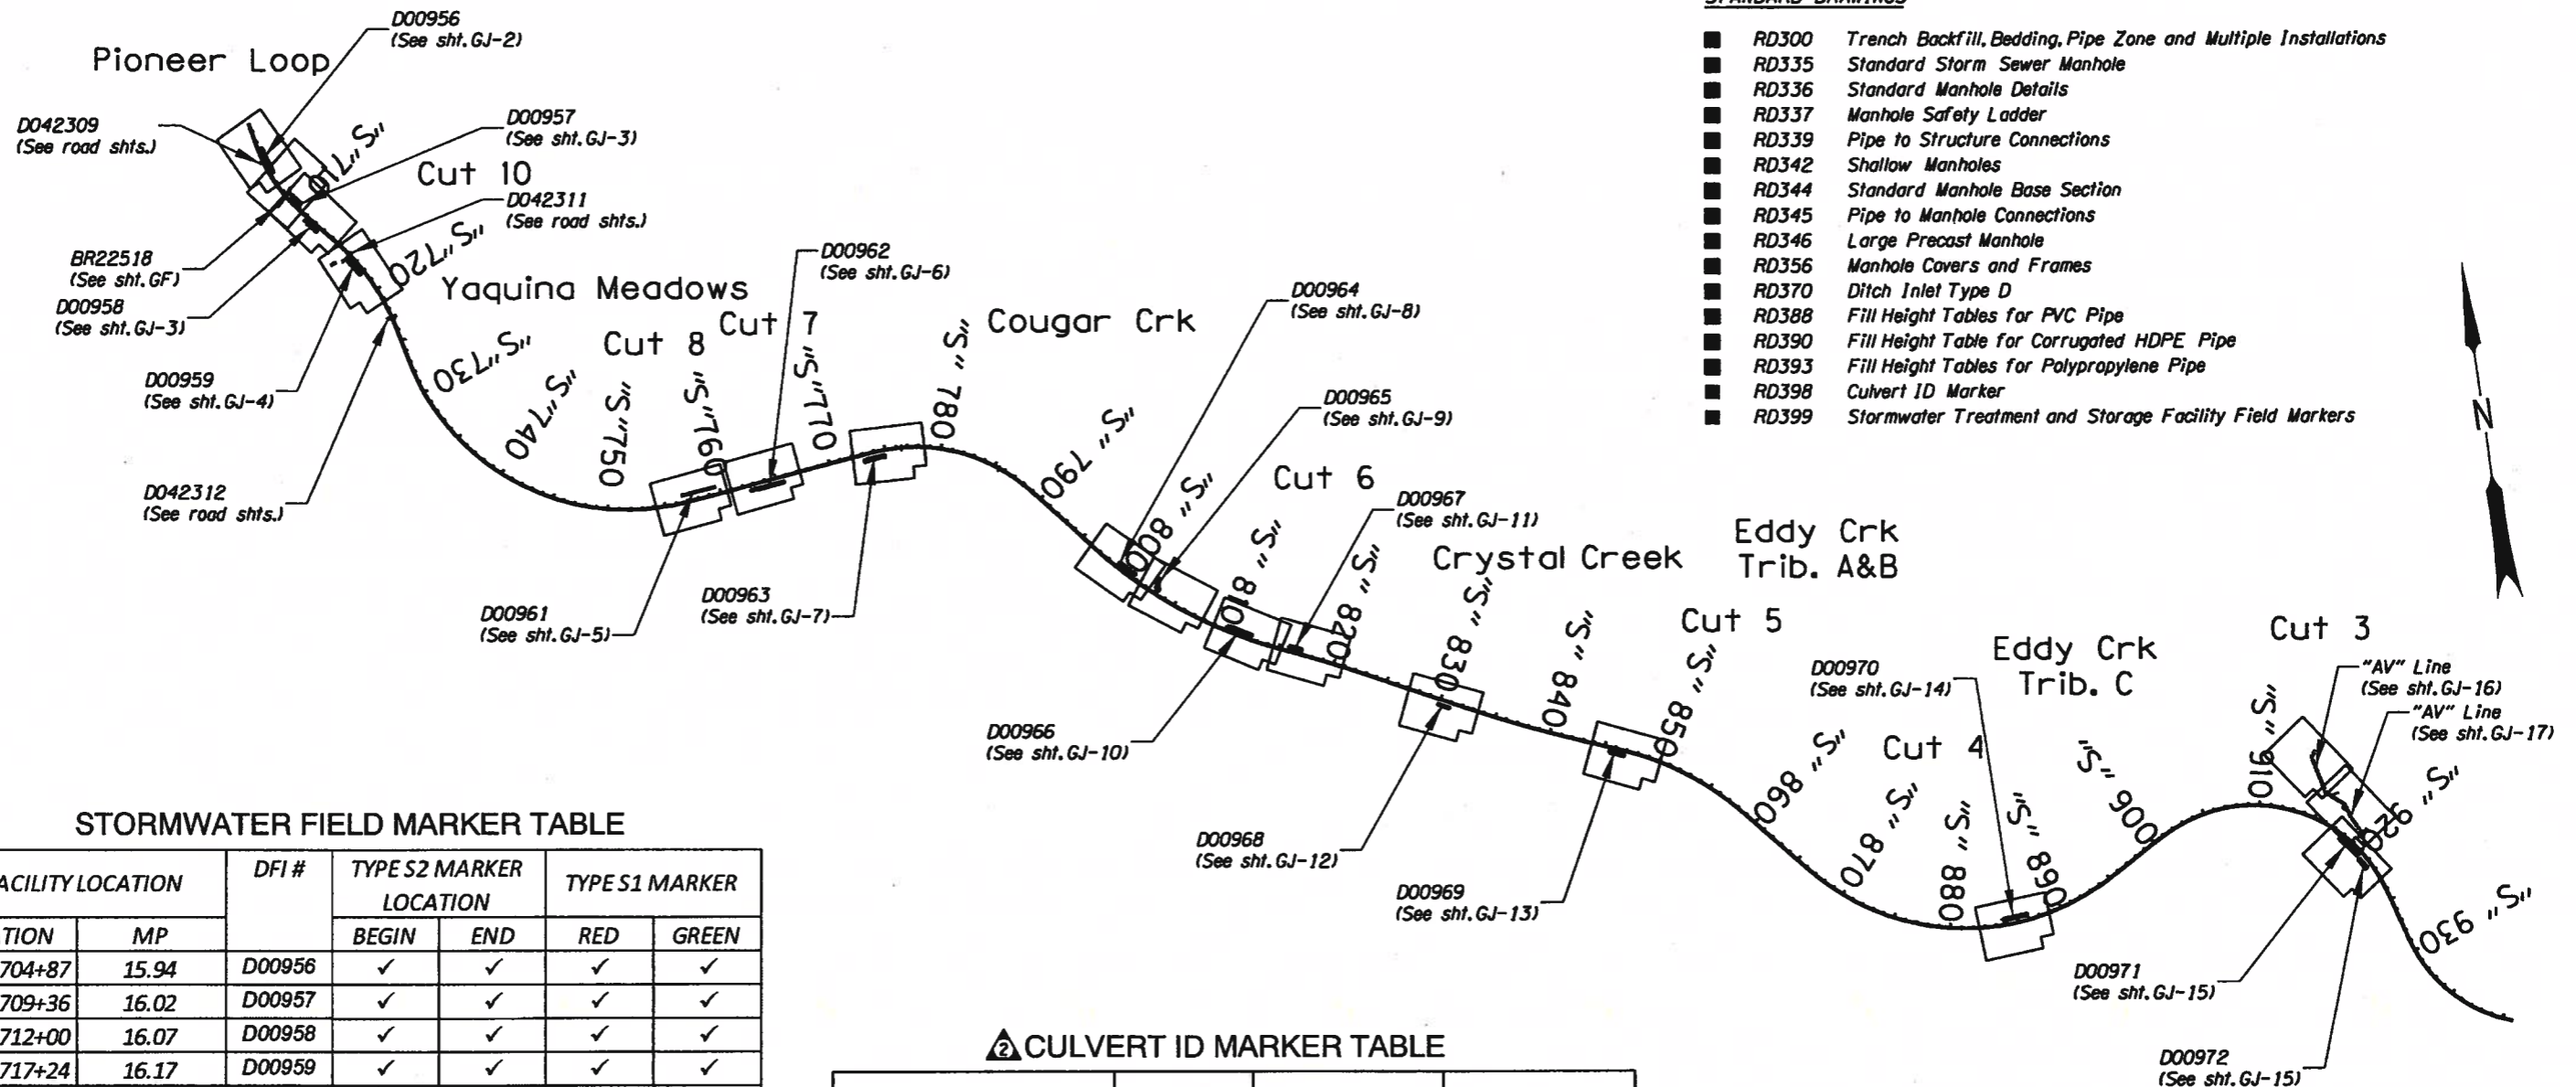 STANDARD DRAWINGS
RD300 Trench Backfill, Bedding, Pipe Zone and Multiple Installations
RD335 Standard Storm Sewer Manhole
RD336 Standard Manhole Details
RD337 Manhole Safety Ladder
RD339 Pipe to Structure Connections
RD342 Shallow Manholes
RD344 Standard Manhole Base Section
RD345 Pipe to Manhole Connections
RD346 Large Precast Manhole
RD356 Manhole Covers and Frames
RD370 Ditch Inlet Type D
RD388 Fill Height Tables for PVC Pipe
RD390 Fill Height Table for Corrugated HDPE Pipe
RD393 Fill Height Tables for Polypropylene Pipe
RD398 Culvert ID Marker
RD399 Stormwater Treatment and Storage Facility Field Markers
N
D00956
(See sht. GJ-2)
Pioneer Loop
D042309
(See road shts.)
D00957
(See sht. GJ-3)
"S" 710
Cut 10
D042311
(See road shts.)
"S" 720
BR22518
(See sht. GF)
D00958
(See sht. GJ-3)
D00959
(See sht. GJ-4)
D042312
(See road shts.)
Yaquina Meadows
"S" 730
"S" 740
"S" 750
Cut 8
"S" 760
Cut 7
D00962
(See sht. GJ-6)
"S" 770
"S" 780
Cougar Crk
D00961
(See sht. GJ-5)
D00963
(See sht. GJ-7)
"S" 790
D00964
(See sht. GJ-8)
D00965
(See sht. GJ-9)
"S" 800
Cut 6
"S" 810
D00967
(See sht. GJ-11)
"S" 820
D00966
(See sht. GJ-10)
Crystal Creek
"S" 830
D00968
(See sht. GJ-12)
Eddy Crk
Trib. A&B
"S" 840
Cut 5
"S" 850
D00969
(See sht. GJ-13)
"S" 860
"S" 870
Cut 4
D00970
(See sht. GJ-14)
"S" 880
"S" 890
Eddy Crk
Trib. C
"S" 900
"S" 910
Cut 3
"AV" Line
(See sht. GJ-16)
"AV" Line
(See sht. GJ-17)
"S" 920
"S" 930
D00971
(See sht. GJ-15)
D00972
(See sht. GJ-15)
STORMWATER FIELD MARKER TABLE
ACILITY LOCATION DFI # TYPE S2 MARKER LOCATION TYPE S1 MARKER
TION MP BEGIN END RED GREEN
704+87 15.94 D00956 ✓ ✓ ✓ ✓
709+36 16.02 D00957 ✓ ✓ ✓ ✓
712+00 16.07 D00958 ✓ ✓ ✓ ✓
717+24 16.17 D00959 ✓ ✓ ✓ ✓
2 CULVERT ID MARKER TABLE